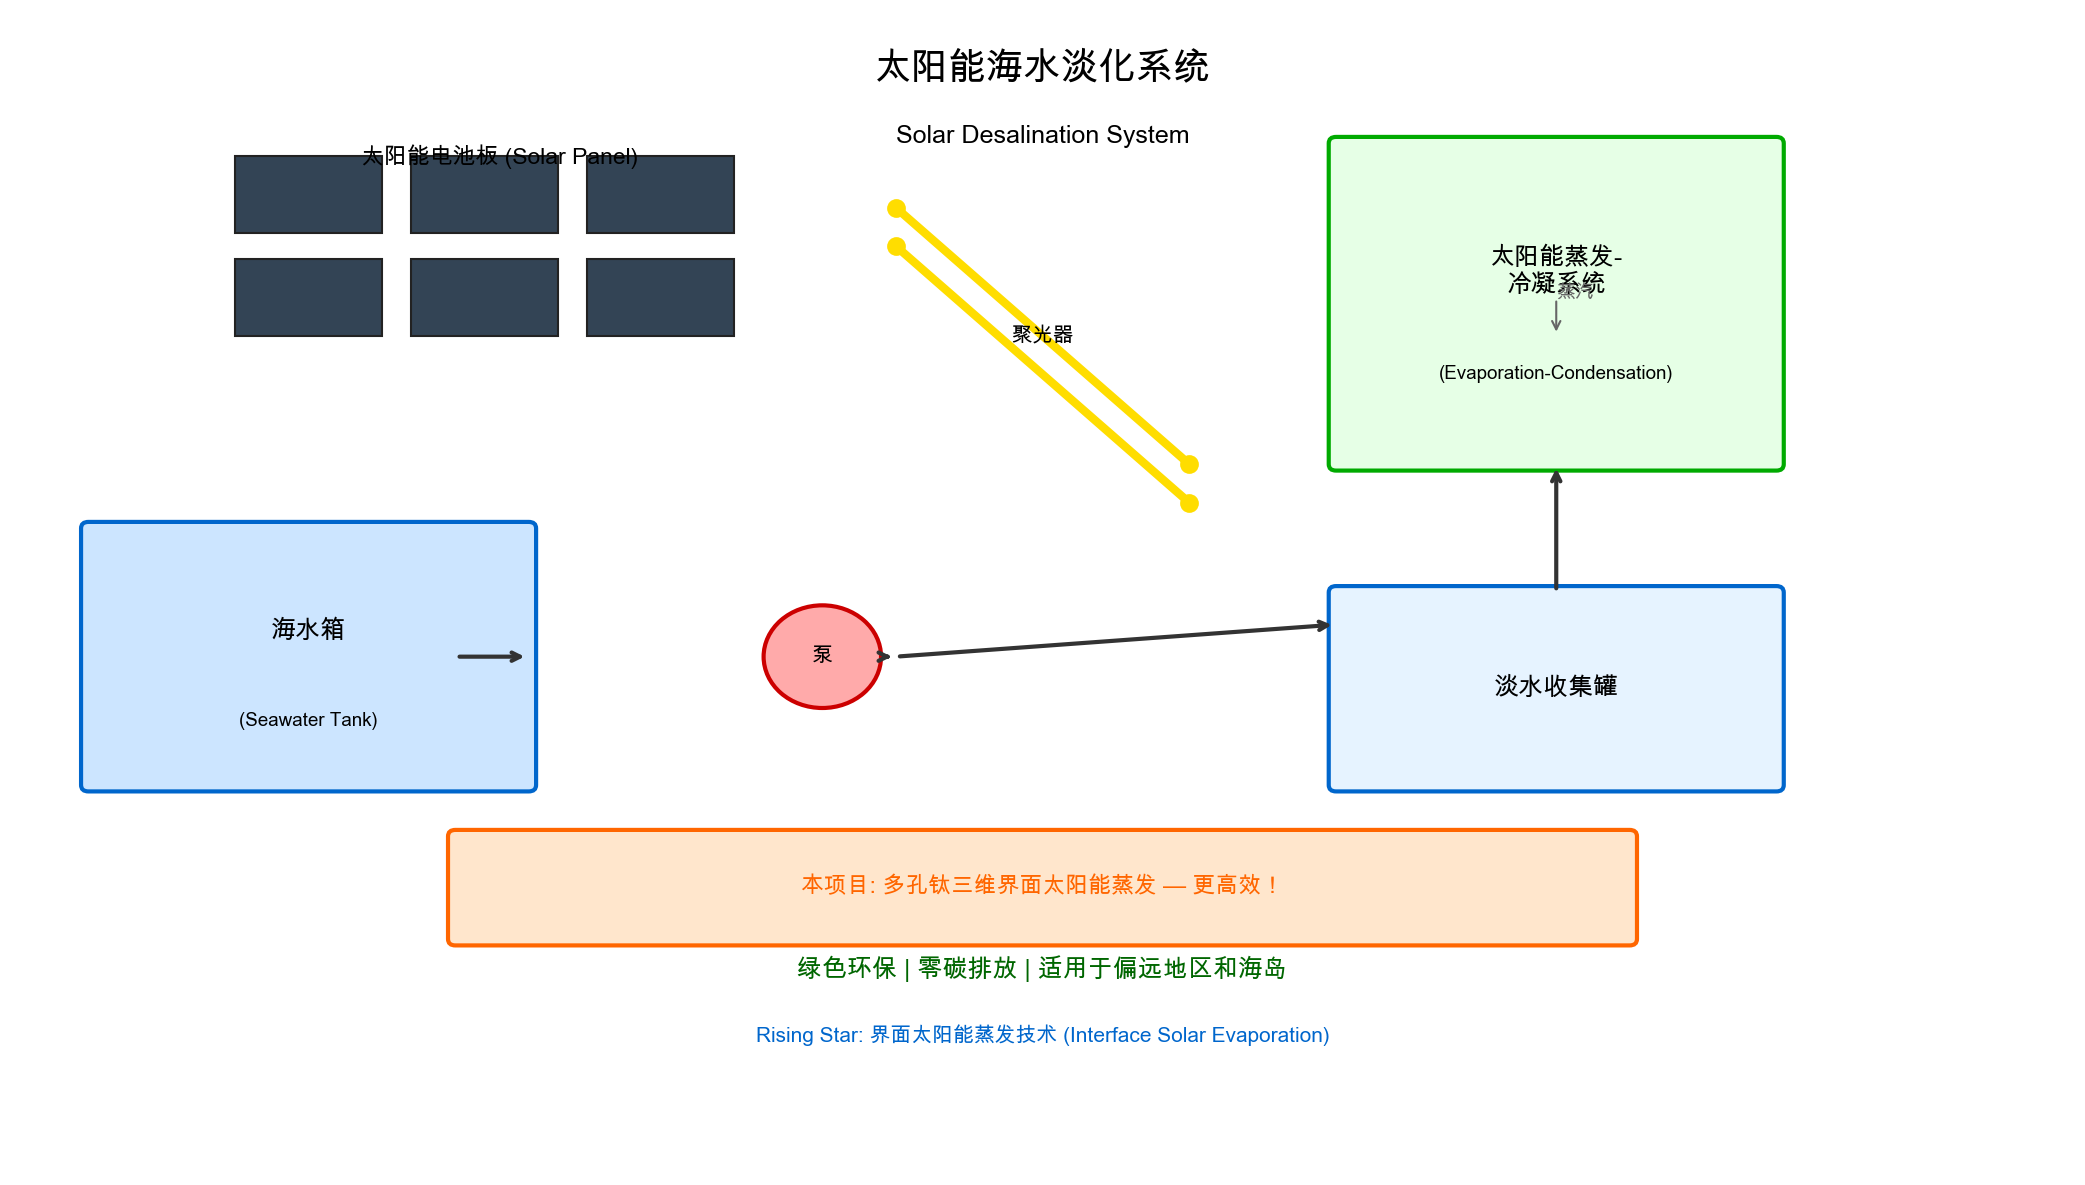 太阳能海水淡化系统
Solar Desalination System
太阳能电池板 (Solar Panel)
聚光器
太阳能蒸发-
冷凝系统
蒸汽
(Evaporation-Condensation)
海水箱
(Seawater Tank)
泵
淡水收集罐
本项目: 多孔钛三维界面太阳能蒸发 — 更高效！
绿色环保 | 零碳排放 | 适用于偏远地区和海岛
Rising Star: 界面太阳能蒸发技术 (Interface Solar Evaporation)